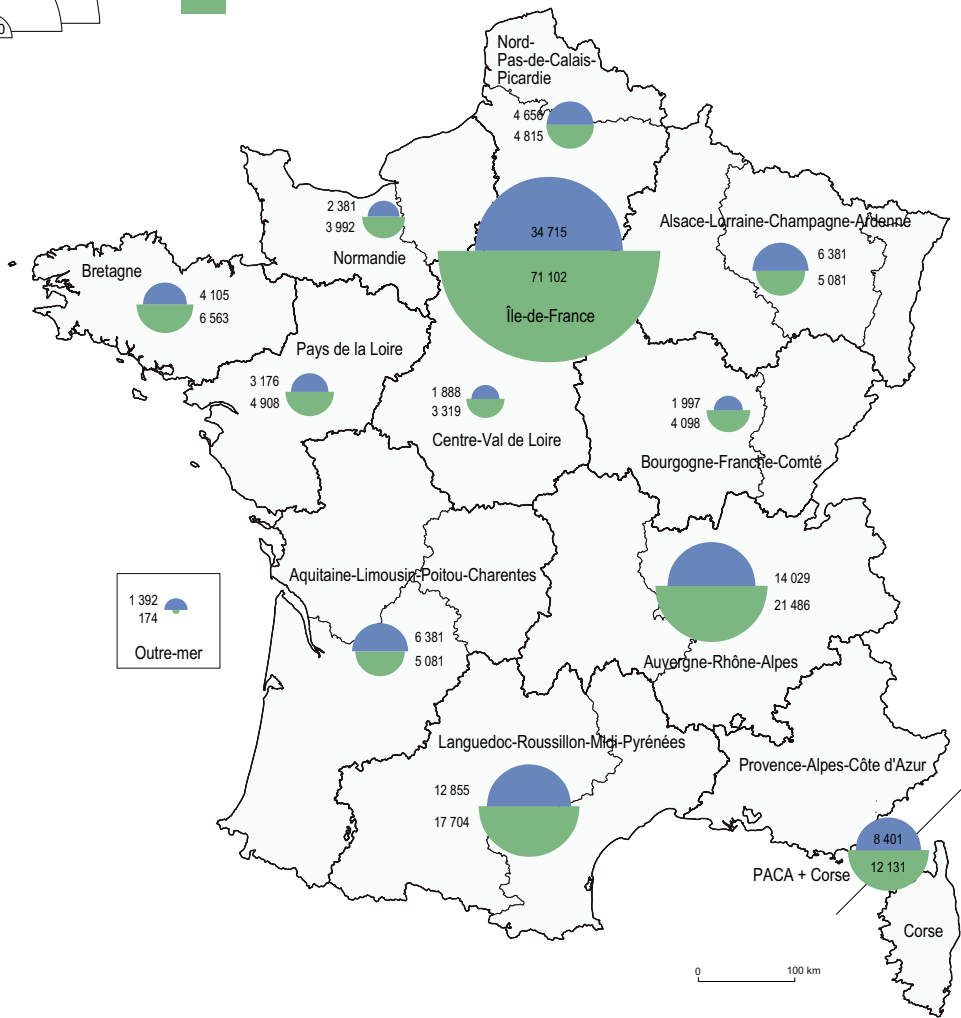 0
Nord-
Pas-de-Calais-
Picardie
4 656
4 815
2 381
3 992
Normandie
34 715
71 102
Île-de-France
Alsace-Lorraine-Champagne-Ardenne
6 381
5 081
Bretagne
4 105
6 563
Pays de la Loire
3 176
4 908
1 888
3 319
Centre-Val de Loire
1 997
4 098
Bourgogne-Franche-Comté
Aquitaine-Limousin-Poitou-Charentes
6 381
5 081
14 029
21 486
Auvergne-Rhône-Alpes
1 392
174
Outre-mer
Languedoc-Roussillon-Midi-Pyrénées
12 855
17 704
Provence-Alpes-Côte d'Azur
8 401
12 131
PACA + Corse
Corse
0 100 km